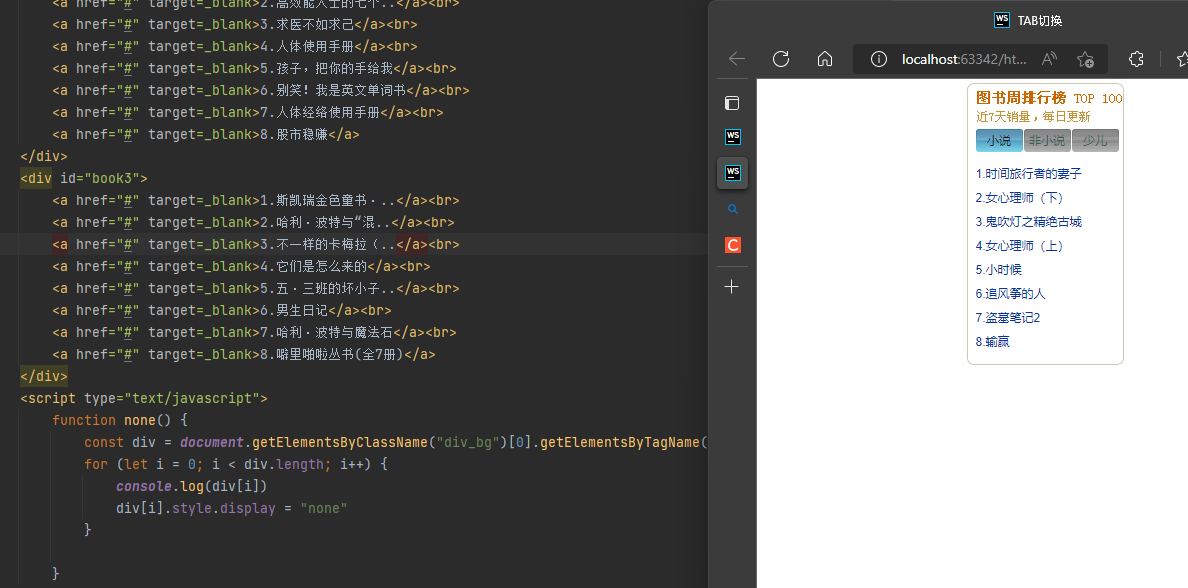 <a href="#" target=_blank>2.高效能人士的七个..</a><br>
<a href="#" target=_blank>3.求医不如求己</a><br>
<a href="#" target=_blank>4.人体使用手册</a><br>
<a href="#" target=_blank>5.孩子，把你的手给我</a><br>
<a href="#" target=_blank>6.别笑！我是英文单词书</a><br>
<a href="#" target=_blank>7.人体经络使用手册</a><br>
<a href="#" target=_blank>8.股市稳赚</a>
</div>
<div id="book3">
<a href="#" target=_blank>1.斯凯瑞金色童书·..</a><br>
<a href="#" target=_blank>2.哈利·波特与“混..</a><br>
<a href="#" target=_blank>3.不一样的卡梅拉（..</a><br>
<a href="#" target=_blank>4.它们是怎么来的</a><br>
<a href="#" target=_blank>5.五·三班的坏小子..</a><br>
<a href="#" target=_blank>6.男生日记</a><br>
<a href="#" target=_blank>7.哈利·波特与魔法石</a><br>
<a href="#" target=_blank>8.噼里啪啦丛书(全7册)</a>
</div>
<script type="text/javascript">
function none() {
const div = document.getElementsByClassName("div_bg")[0].getElementsByTagName(
for (let i = 0; i < div.length; i++) {
console.log(div[i])
div[i].style.display = "none"
}
}
WS TAB切换
localhost:63342/ht...
WS
WS
C
图书周排行榜 TOP 100
近7天销量，每日更新
小说 非小说 少儿
1.时间旅行者的妻子
2.女心理师（下）
3.鬼吹灯之精绝古城
4.女心理师（上）
5.小时候
6.追风筝的人
7.盗墓笔记2
8.输赢